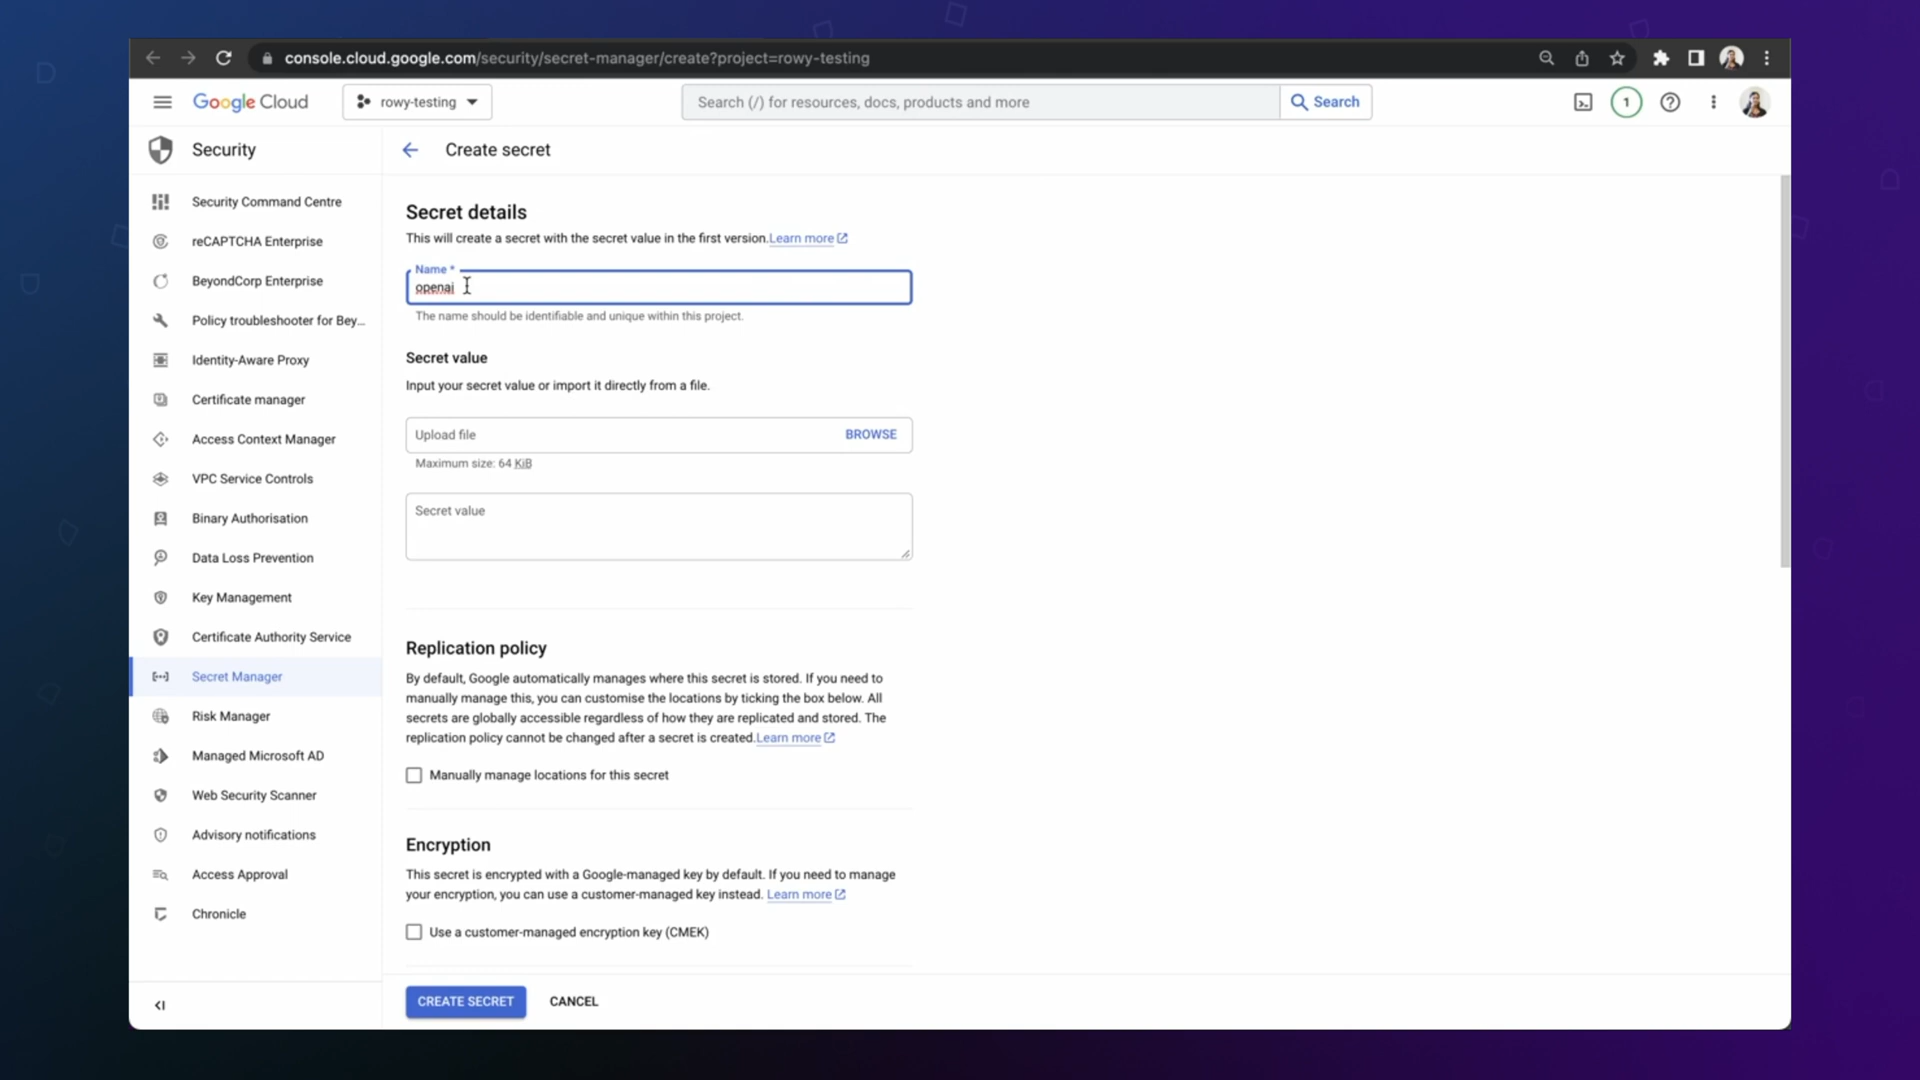 console.cloud.google.com/security/secret-manager/create?project=rowy-testing
Google Cloud
rowy-testing
Search (/) for resources, docs, products and more
Search
1
Security
Create secret
Security Command Centre
reCAPTCHA Enterprise
BeyondCorp Enterprise
Policy troubleshooter for Bey...
Identity-Aware Proxy
Certificate manager
Access Context Manager
VPC Service Controls
Binary Authorisation
Data Loss Prevention
Key Management
Certificate Authority Service
Secret Manager
Risk Manager
Managed Microsoft AD
Web Security Scanner
Advisory notifications
Access Approval
Chronicle
Secret details
This will create a secret with the secret value in the first version. Learn more
Name *
openai
The name should be identifiable and unique within this project.
Secret value
Input your secret value or import it directly from a file.
Upload file
BROWSE
Maximum size: 64 KiB
Secret value
Replication policy
By default, Google automatically manages where this secret is stored. If you need to
manually manage this, you can customise the locations by ticking the box below. All
secrets are globally accessible regardless of how they are replicated and stored. The
replication policy cannot be changed after a secret is created. Learn more
Manually manage locations for this secret
Encryption
This secret is encrypted with a Google-managed key by default. If you need to manage
your encryption, you can use a customer-managed key instead. Learn more
Use a customer-managed encryption key (CMEK)
CREATE SECRET
CANCEL